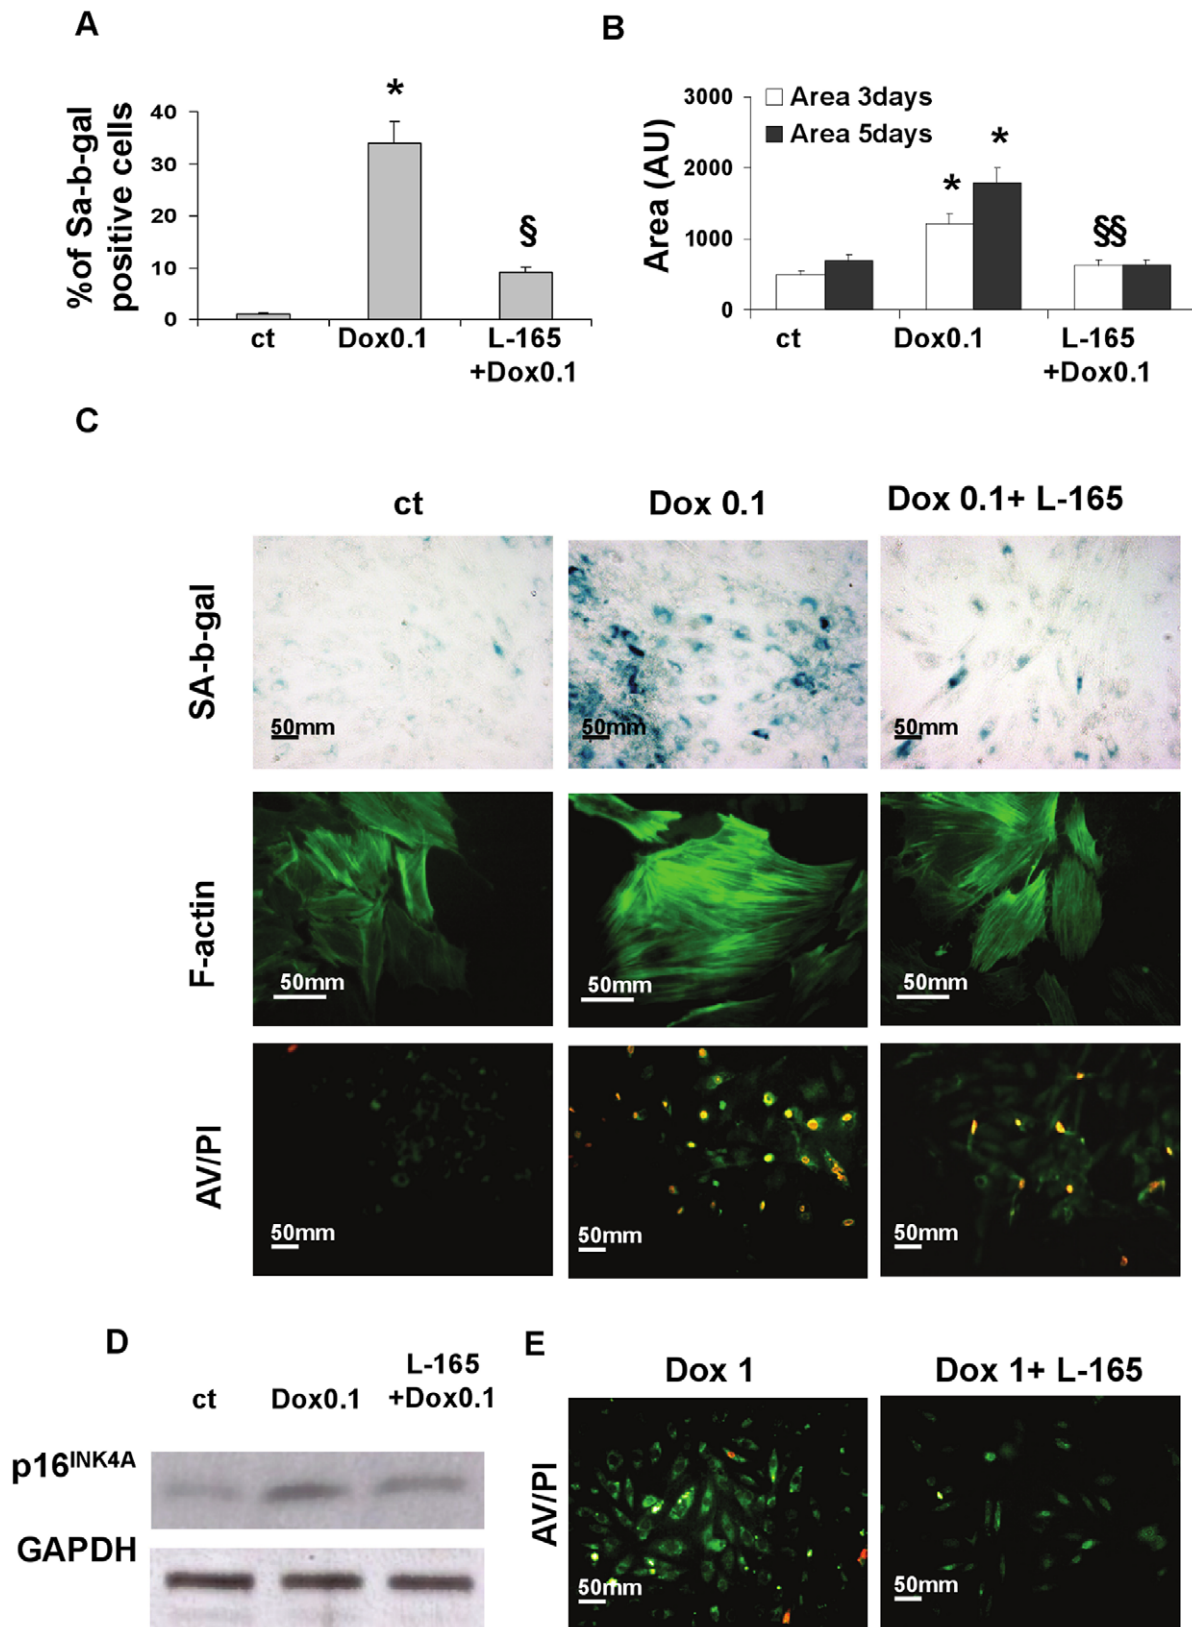 A
%of Sa-b-gal
positive cells
40
30
20
10
0
*
§
ct
Dox0.1
L-165
+Dox0.1
B
Area (AU)
3000
2000
1000
0
Area 3days
Area 5days
*
*
§§
ct
Dox0.1
L-165
+Dox0.1
C
ct
Dox 0.1
Dox 0.1+ L-165
SA-b-gal
50mm
50mm
50mm
F-actin
50mm
50mm
50mm
AV/PI
50mm
50mm
50mm
D
ct
Dox0.1
L-165
+Dox0.1
p16INK4A
GAPDH
E
Dox 1
Dox 1+ L-165
AV/PI
50mm
50mm